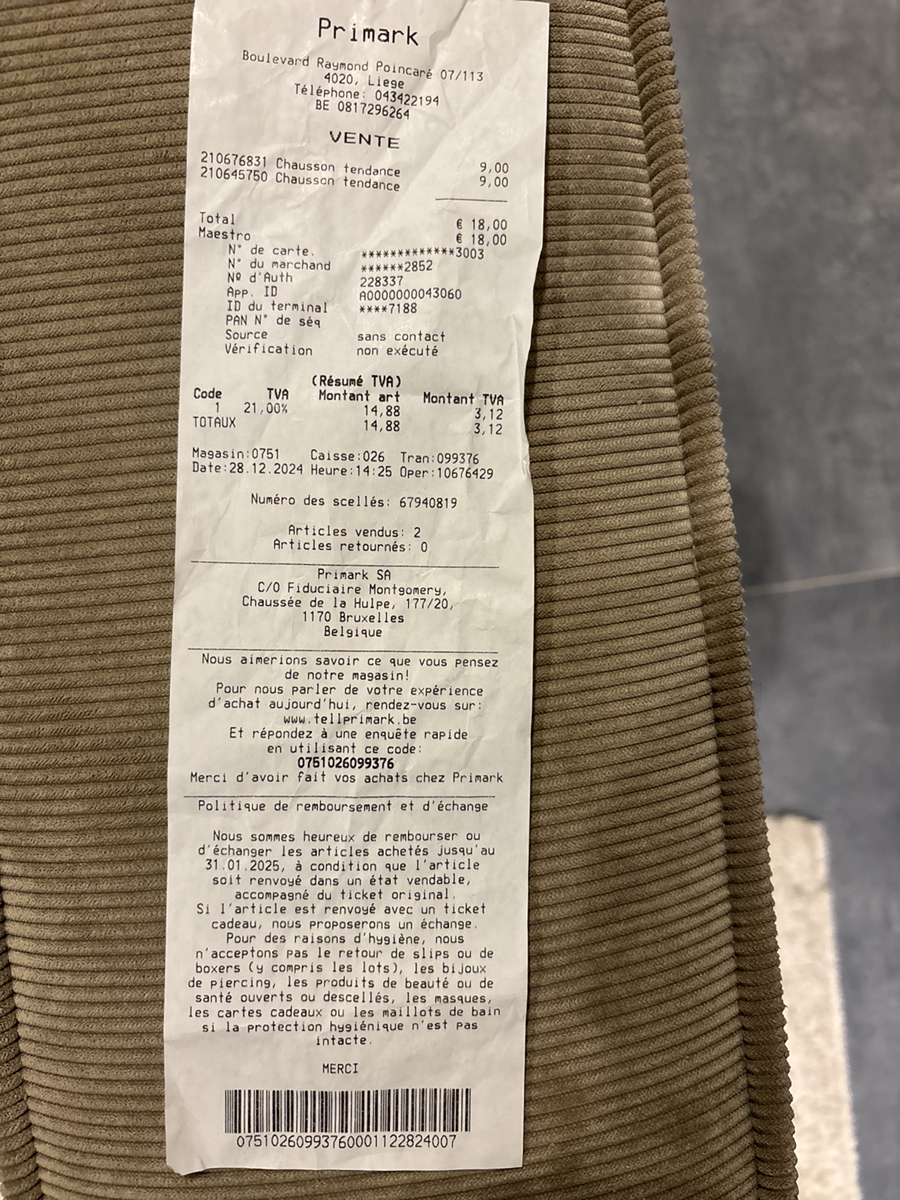 Primark
Boulevard Raymond Poincaré 07/113
4020, Liege
Téléphone: 043422194
BE 0817296264
VENTE
210676831 Chausson tendance 9,00
210645750 Chausson tendance 9,00
Total € 18,00
Maestro € 18,00
N° de carte. ************3003
N° du marchand ******2852
Nº d'Auth 228337
App. ID A0000000043060
ID du terminal ****7188
PAN N° de séq
Source sans contact
Vérification non exécuté
(Résumé TVA)
Code TVA Montant art Montant TVA
1 21,00% 14,88 3,12
TOTAUX 14,88 3,12
Magasin:0751 Caisse:026 Tran:099376
Date:28.12.2024 Heure:14:25 Oper:10676429
Numéro des scellés: 67940819
Articles vendus: 2
Articles retournés: 0
Primark SA
C/O Fiduciaire Montgomery,
Chaussée de la Hulpe, 177/20,
1170 Bruxelles
Belgique
Nous aimerions savoir ce que vous pensez
de notre magasin!
Pour nous parler de votre expérience
d'achat aujourd'hui, rendez-vous sur:
www.tellprimark.be
Et répondez à une enquête rapide
en utilisant ce code:
0751026099376
Merci d'avoir fait vos achats chez Primark
Politique de remboursement et d'échange
Nous sommes heureux de rembourser ou
d'échanger les articles achetés jusqu'au
31.01.2025, à condition que l'article
soit renvoyé dans un état vendable,
accompagné du ticket original.
Si l'article est renvoyé avec un ticket
cadeau, nous proposerons un échange.
Pour des raisons d'hygiène, nous
n'acceptons pas le retour de slips ou de
boxers (y compris les lots), les bijoux
de piercing, les produits de beauté ou de
santé ouverts ou descellés, les masques,
les cartes cadeaux ou les maillots de bain
si la protection hygiénique n'est pas
intacte.
MERCI
07510260993760001122824007